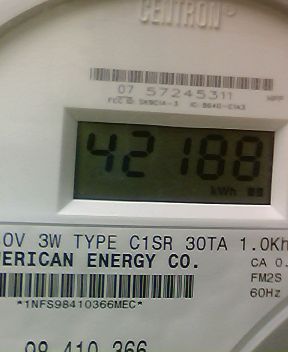 CENTRON®
07 57245311
42188
kWh
0V 3W TYPE C1SR 30TA 1.0Kh
ERICAN ENERGY CO.
CA 0.
FM2S
60Hz
*1NFS98410366MEC*
98 410 366